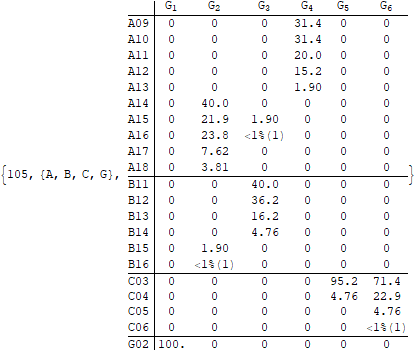 G1 G2 G3 G4 G5 G6
A09 0 0 0 31.4 0 0
A10 0 0 0 31.4 0 0
A11 0 0 0 20.0 0 0
A12 0 0 0 15.2 0 0
A13 0 0 0 1.90 0 0
A14 0 40.0 0 0 0 0
A15 0 21.9 1.90 0 0 0
A16 0 23.8 <1%(1) 0 0 0
A17 0 7.62 0 0 0 0
A18 0 3.81 0 0 0 0
{105, {A, B, C, G}, }
B11 0 0 40.0 0 0 0
B12 0 0 36.2 0 0 0
B13 0 0 16.2 0 0 0
B14 0 0 4.76 0 0 0
B15 0 1.90 0 0 0 0
B16 0 <1%(1) 0 0 0 0
C03 0 0 0 0 95.2 71.4
C04 0 0 0 0 4.76 22.9
C05 0 0 0 0 0 4.76
C06 0 0 0 0 0 <1%(1)
G02 100. 0 0 0 0 0